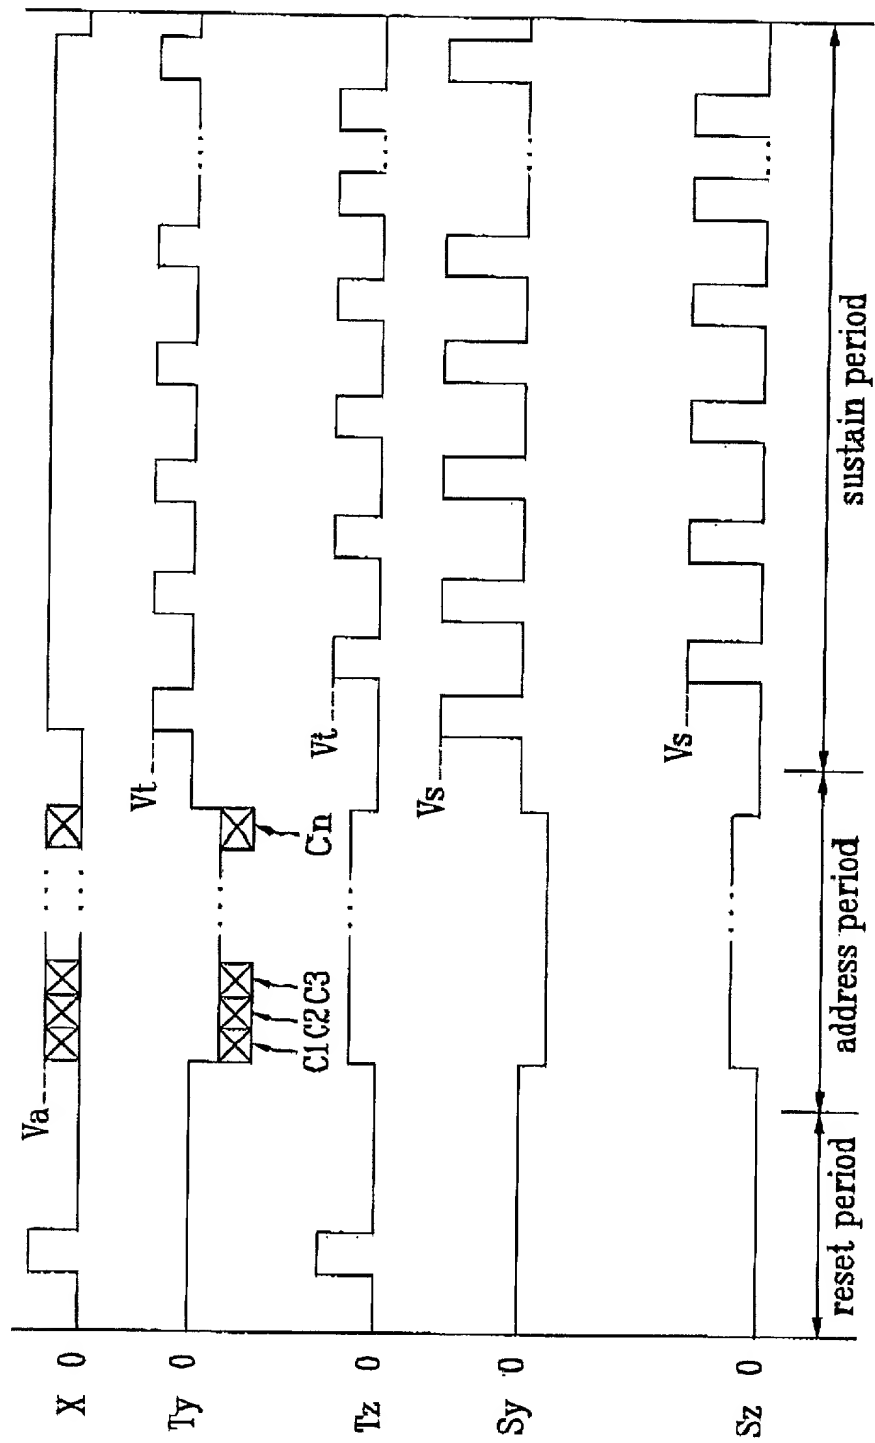 X 0
Va
Ty 0
Vt
C1 C2 C3
Cn
Tz 0
Vt
Sy 0
Vs
Sz 0
Vs
reset period
address period
sustain period